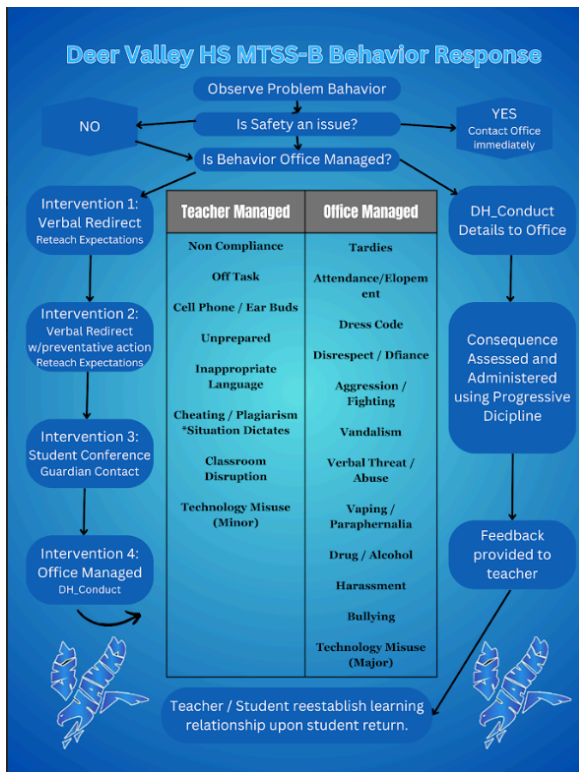 Deer Valley HS MTSS-B Behavior Response
Observe Problem Bahavior
NO
Is Safety an issue?
YES
Contact Office
immediately
Is Behavior Office Managed?
Intervention 1:
Verbal Redirect
Reteach Expectations
Intervention 2:
Verbal Redirect
w/preventative action
Reteach Expectations
Intervention 3:
Student Conference
Guardian Contact
Intervention 4:
Office Managed
DH_Conduct
Teacher Managed
Non Compliance
Off Task
Cell Phone / Ear Buds
Unprepared
Inappropriate
Language
Cheating / Plagiarism
*Situation Dictates
Classroom
Disruption
Technology Misuse
(Minor)
Office Managed
Tardies
Attendance/Elopem
ent
Dress Code
Disrespect / Dfiance
Aggression /
Fighting
Vandalism
Verbal Threat /
Abuse
Vaping /
Paraphernalia
Drug / Alcohol
Harassment
Bullying
Technology Misuse
(Major)
DH_Conduct
Details to Office
Consequence
Assessed and
Administered
using Progressive
Dicipline
Feedback
provided to
teacher
Teacher / Student reestablish learning
relationship upon student return.